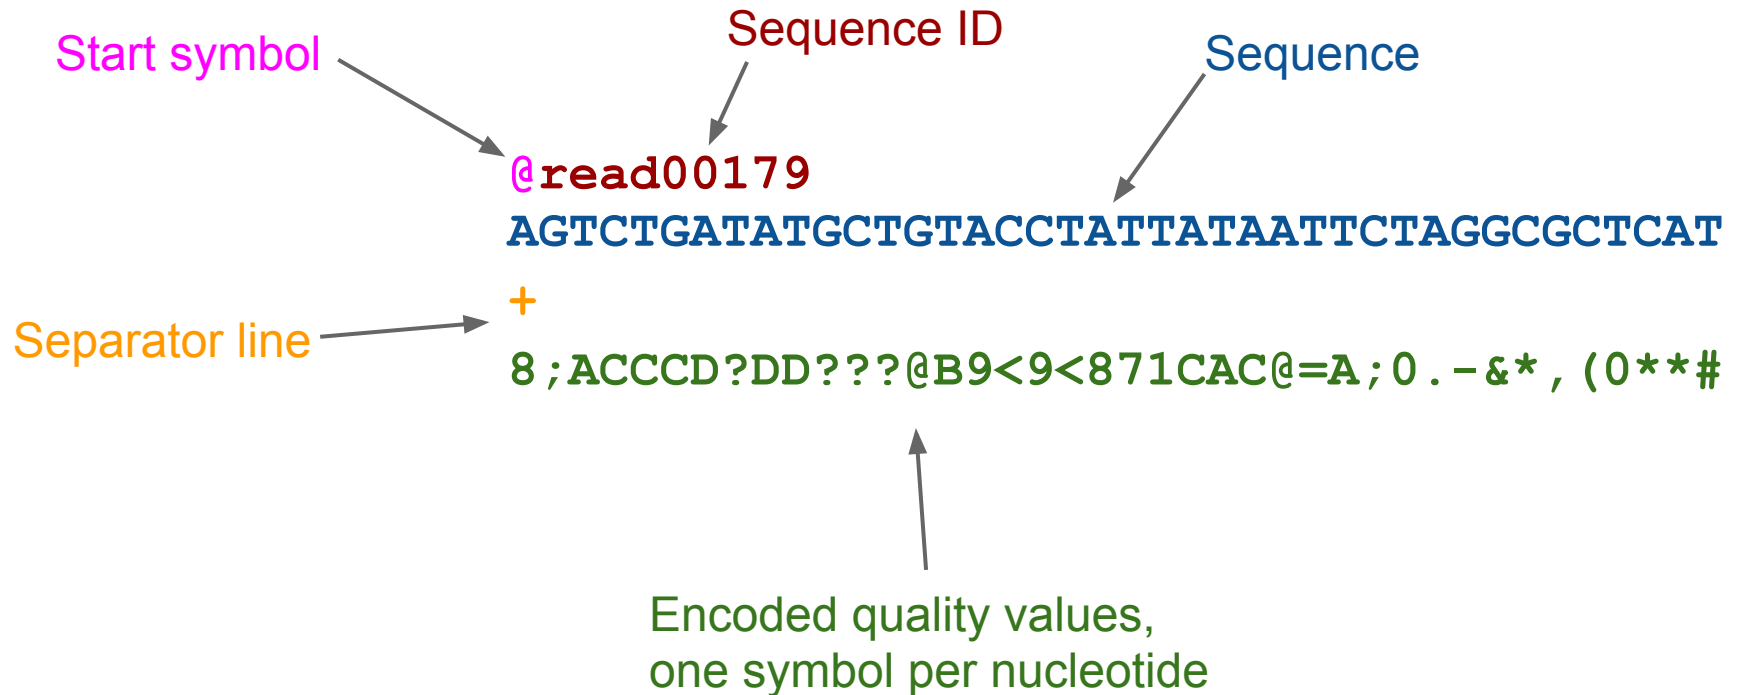 Start symbol
Sequence ID
Sequence
@read00179
AGTCTGATATGCTGTACCTATTATAATTCTAGGCGCTCAT
+
Separator line
8;ACCCD?DD???@B9<9<871CAC@=A;0.-&*,(0**#
Encoded quality values,
one symbol per nucleotide